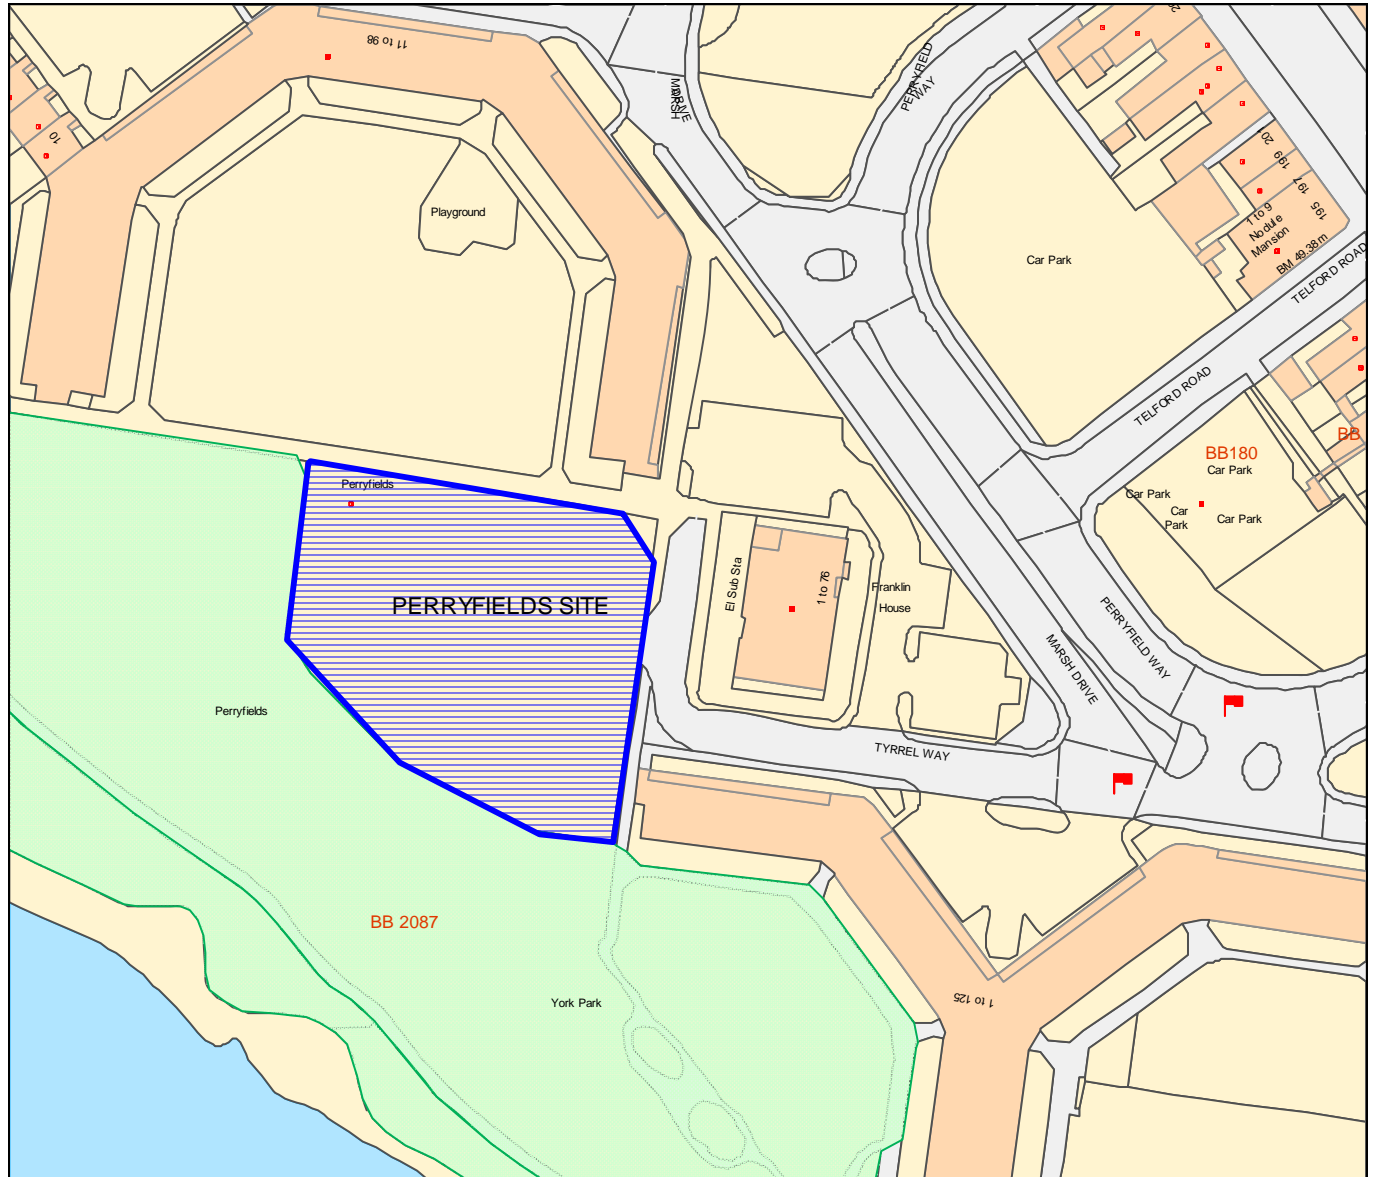 11 to 98
10
Playground
MARSH
DRIVE
PERRYFIELD
WAY
Car Park
199
197
195
1 to 9
Nodule
Mansion
BM 49.38m
TELFORD ROAD
TELFORD ROAD
BB180
Car Park
Car Park
Car
Park
Car Park
BB
Perryfields
PERRYFIELDS SITE
El Sub Sta
1 to 76
Franklin
House
PERRYFIELD WAY
MARSH DRIVE
TYRREL WAY
Perryfields
BB 2087
York Park
1 to 125